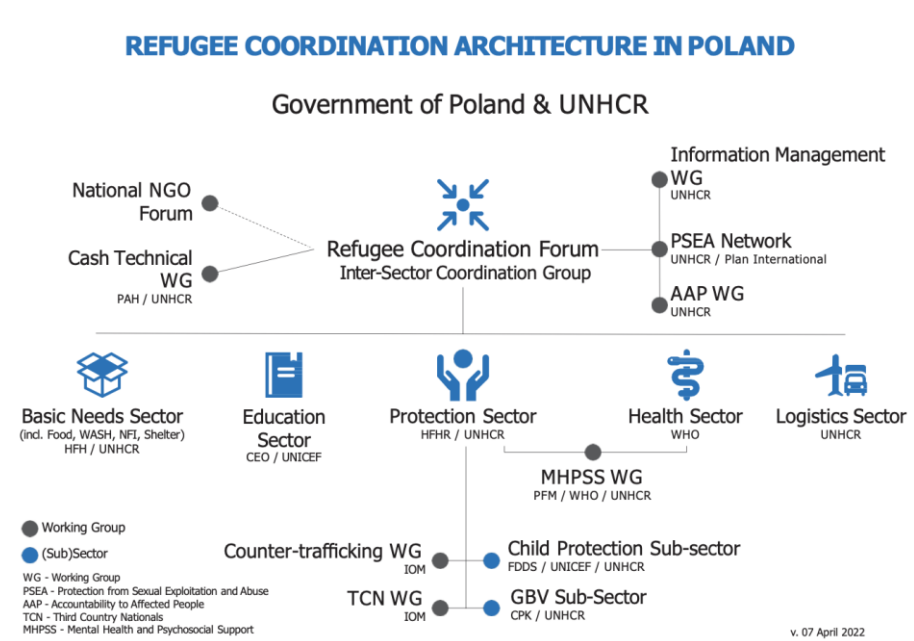 REFUGEE COORDINATION ARCHITECTURE IN POLAND
Government of Poland & UNHCR
National NGO
Forum
Cash Technical
WG
PAH / UNHCR
Refugee Coordination Forum
Inter-Sector Coordination Group
Information Management
WG
UNHCR
PSEA Network
UNHCR / Plan International
AAP WG
UNHCR
Basic Needs Sector
(incl. Food, WASH, NFI, Shelter)
HFH / UNHCR
Education
Sector
CEO / UNICEF
Protection Sector
HFHR / UNHCR
Health Sector
WHO
Logistics Sector
UNHCR
MHPSS WG
PFM / WHO / UNHCR
Counter-trafficking WG
IOM
TCN WG
IOM
Child Protection Sub-sector
FDDS / UNICEF / UNHCR
GBV Sub-Sector
CPK / UNHCR
Working Group
(Sub)Sector
WG - Working Group
PSEA - Protection from Sexual Exploitation and Abuse
AAP - Accountability to Affected People
TCN - Third Country Nationals
MHPSS - Mental Health and Psychosocial Support
v. 07 April 2022